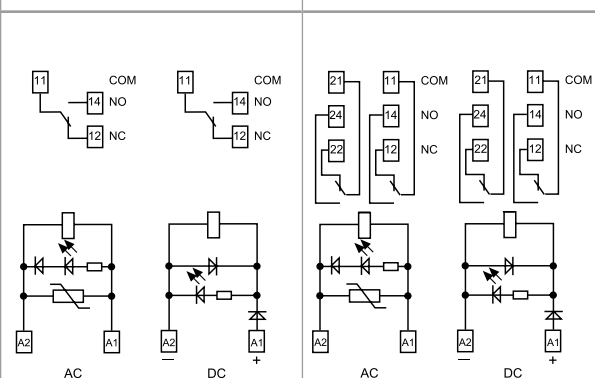 11 COM 11 COM 21 11 COM 21 11 COM
14 NO 14 NO 24 14 NO 24 14 NO
12 NC 12 NC 22 12 NC 22 12 NC
A2 A1 A2 A1 A2 A1 A2 A1
— + — +
AC DC AC DC